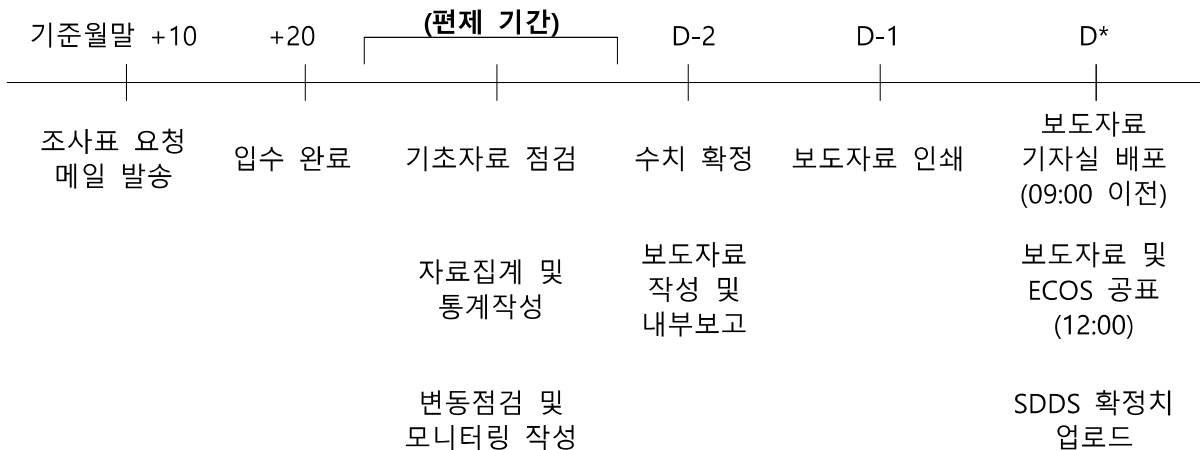 기준월말 +10
+20
(편제 기간)
D-2
D-1
D*
조사표 요청
메일 발송
입수 완료
기초자료 점검
수치 확정
보도자료 인쇄
보도자료
기자실 배포
(09:00 이전)
자료집계 및
통계작성
보도자료
작성 및
내부보고
보도자료 및
ECOS 공표
(12:00)
변동점검 및
모니터링 작성
SDDS 확정치
업로드